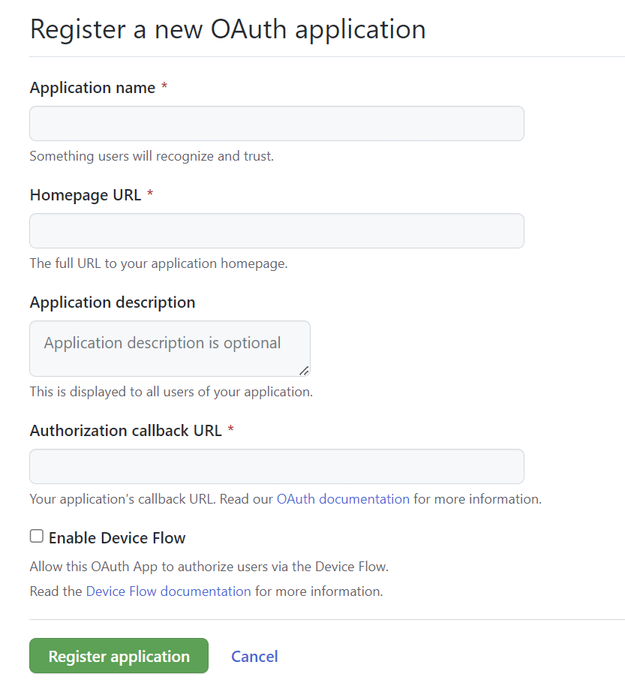 Register a new OAuth application
Application name *
Something users will recognize and trust.
Homepage URL *
The full URL to your application homepage.
Application description
Application description is optional
This is displayed to all users of your application.
Authorization callback URL *
Your application’s callback URL. Read our OAuth documentation for more information.
Enable Device Flow
Allow this OAuth App to authorize users via the Device Flow.
Read the Device Flow documentation for more information.
Register application Cancel